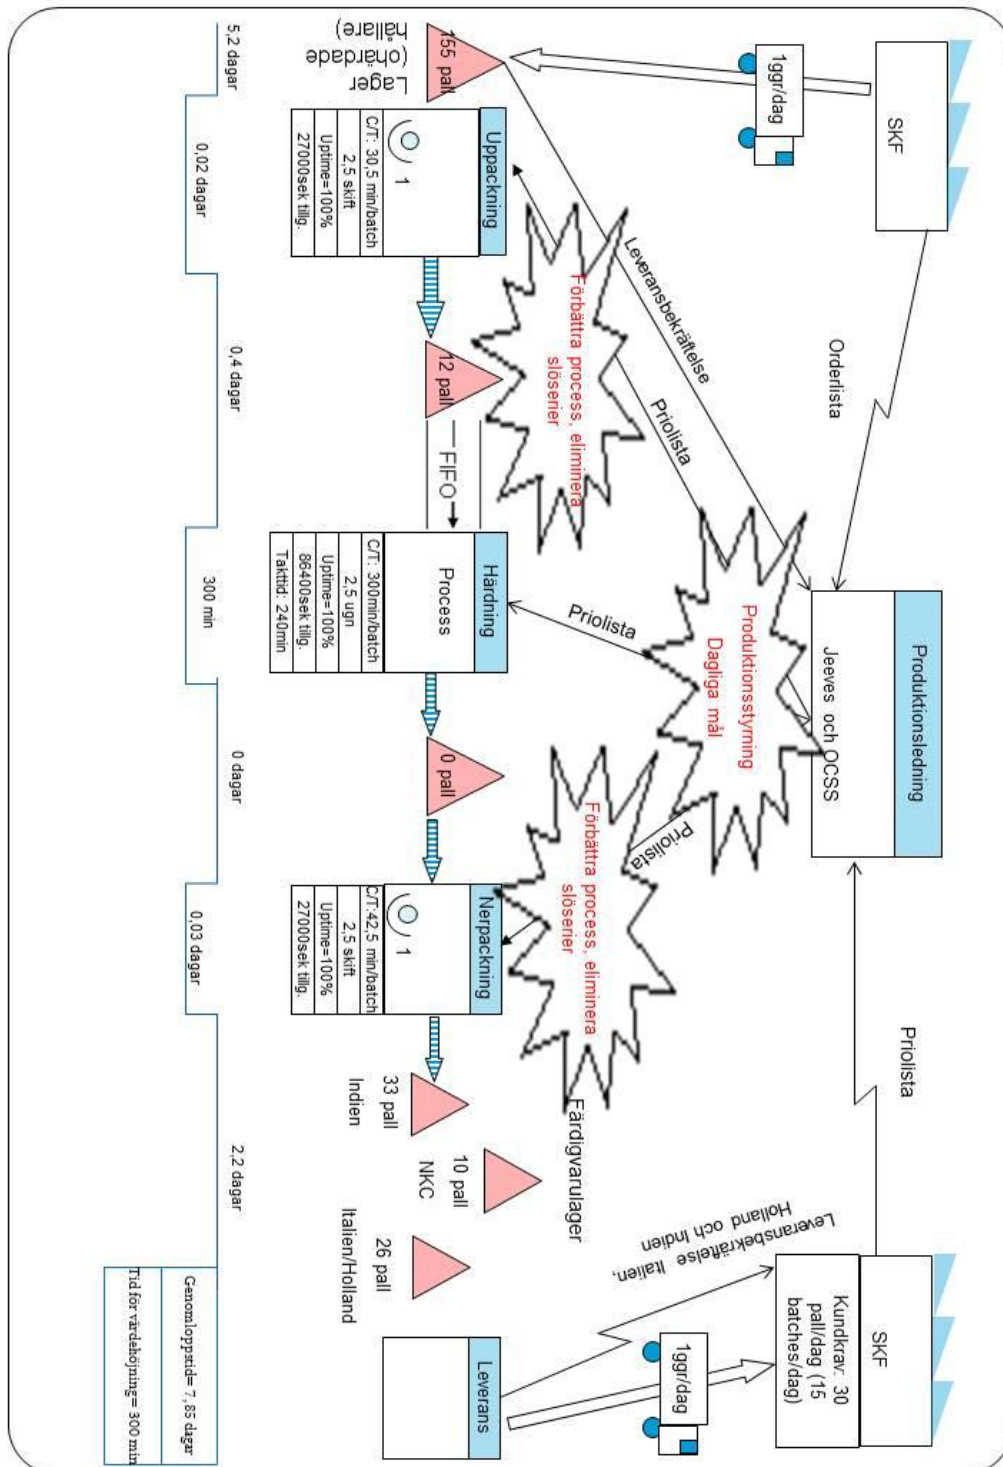 SKF
1ggr/dag
Orderlista
Produktionsledning
Jeeves och OCSS
Priolista
SKF
Kundkrav: 30
pall/dag (15
batches/dag)
1ggr/dag
Leveransbekräftelse Italien,
Holland och Indien
Leveransbekräftelse
Priolista
Priolista
Priolista
Produktionsstyrning
Dagliga mål
Förbättra process, eliminera
slöserier
Förbättra process, eliminera
slöserier
155 pall
Lager
(ohärdade
hållare)
Uppackning
1
C/T: 30,5 min/batch
2,5 skift
Uptime=100%
27000sek tillg.
12 pall
FIFO
Härdning
Process
C/T: 300min/batch
2,5 ugn
Uptime=100%
86400sek tillg.
Takttid: 240min
0 pall
Nerpackning
1
C/T:42,5 min/batch
2,5 skift
Uptime=100%
27000sek tillg.
Färdigvarulager
33 pall
Indien
10 pall
NKC
26 pall
Italien/Holland
Leverans
5,2 dagar
0,02 dagar
0,4 dagar
300 min
0 dagar
0,03 dagar
2,2 dagar
Genomloppstid= 7,85 dagar
Tid för värdehöjning= 300 min